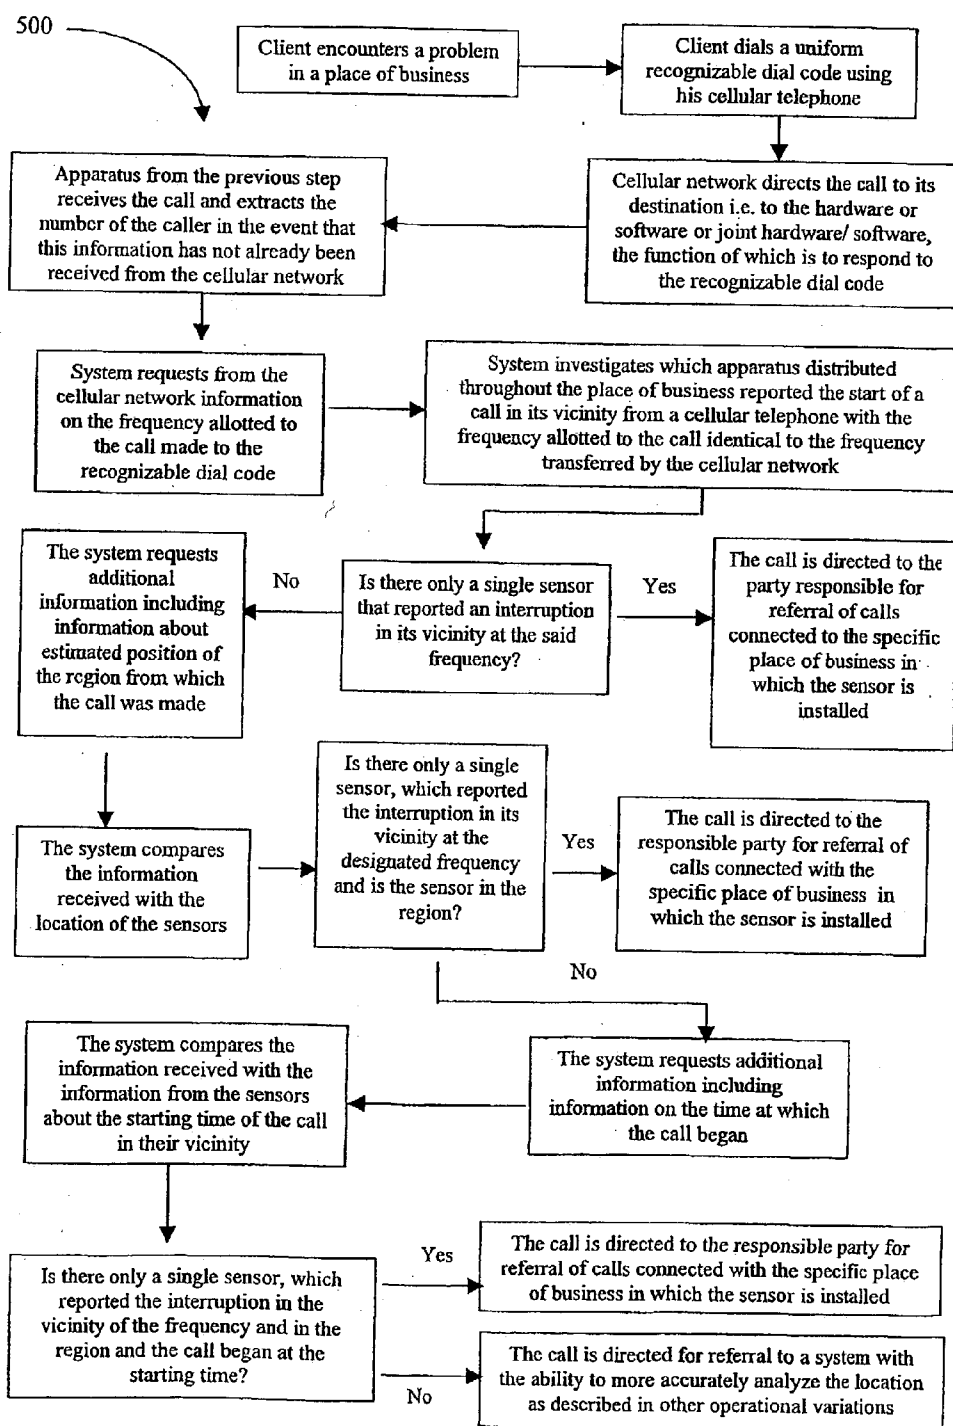 500
Client encounters a problem
in a place of business
Client dials a uniform
recognizable dial code using
his cellular telephone
Cellular network directs the call to its
destination i.e. to the hardware or
software or joint hardware/ software,
the function of which is to respond to
the recognizable dial code
Apparatus from the previous step
receives the call and extracts the
number of the caller in the event that
this information has not already been
received from the cellular network
System requests from the
cellular network information
on the frequency allotted to
the call made to the
recognizable dial code
System investigates which apparatus distributed
throughout the place of business reported the start of a
call in its vicinity from a cellular telephone with the
frequency allotted to the call identical to the frequency
transferred by the cellular network
Is there only a single sensor
that reported an interruption
in its vicinity at the said
frequency?
Yes
The call is directed to the
party responsible for
referral of calls
connected to the specific
place of business in
which the sensor is
installed
No
The system requests
additional
information including
information about
estimated position of
the region from which
the call was made
The system compares
the information
received with the
location of the sensors
Is there only a single
sensor, which reported
the interruption in its
vicinity at the
designated frequency
and is the sensor in the
region?
Yes
The call is directed to the
responsible party for referral of
calls connected with the
specific place of business in
which the sensor is installed
No
The system requests additional
information including
information on the time at which
the call began
The system compares the
information received with the
information from the sensors
about the starting time of the call
in their vicinity
Is there only a single sensor, which
reported the interruption in the
vicinity of the frequency and in the
region and the call began at the
starting time?
Yes
The call is directed to the responsible party for
referral of calls connected with the specific place
of business in which the sensor is installed
No
The call is directed for referral to a system with
the ability to more accurately analyze the location
as described in other operational variations